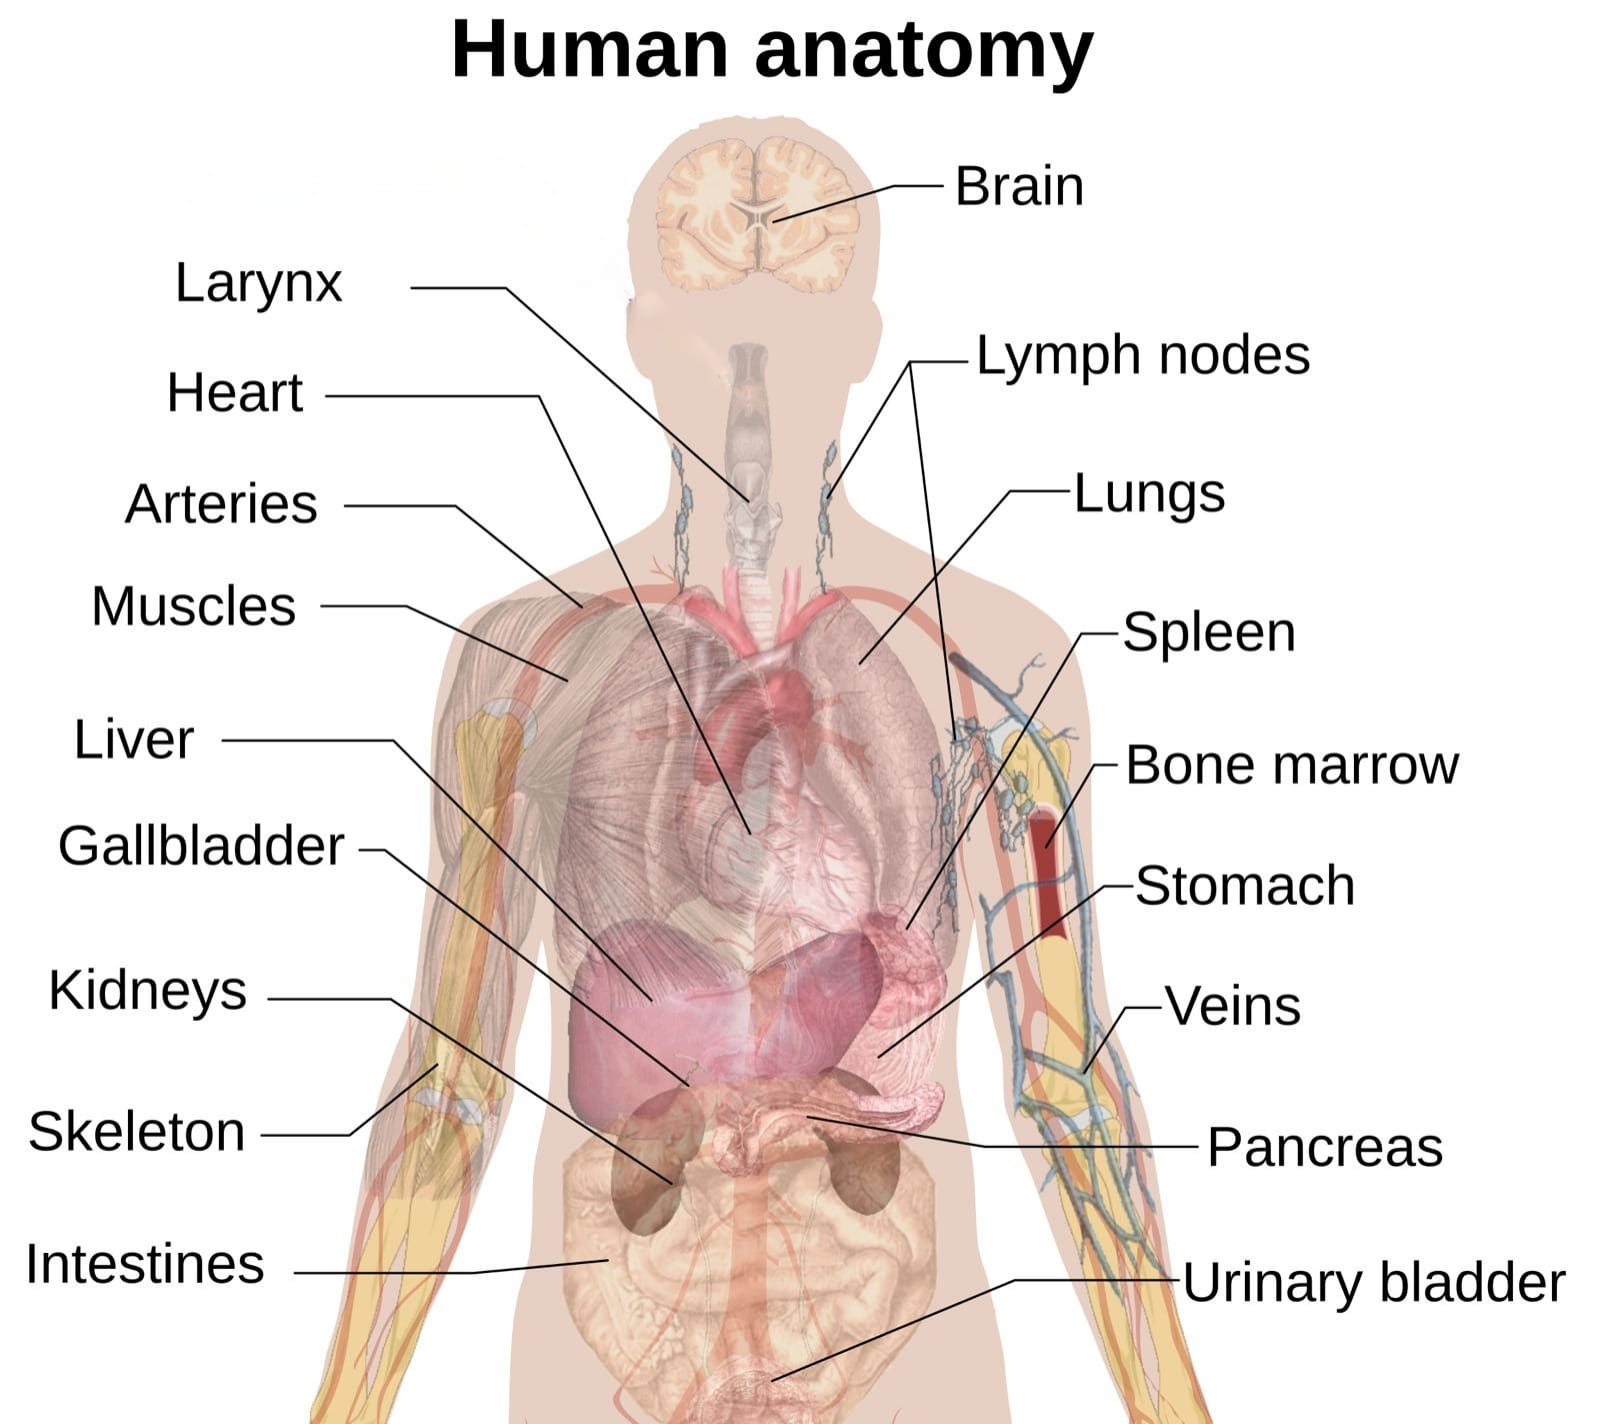 Human anatomy
Brain
Larynx
Lymph nodes
Heart
Lungs
Arteries
Muscles
Spleen
Liver
Bone marrow
Gallbladder
Stomach
Kidneys
Veins
Skeleton
Pancreas
Intestines
Urinary bladder